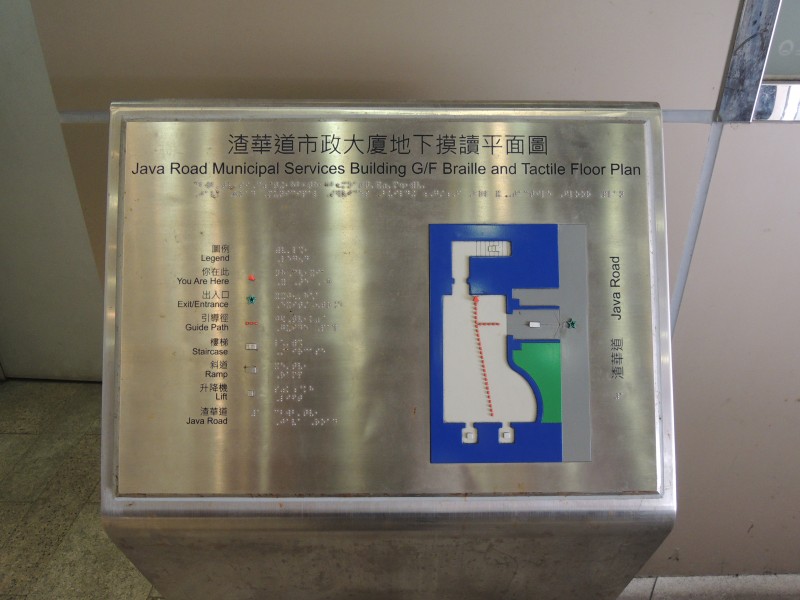 渣華道市政大廈地下摸讀平面圖
Java Road Municipal Services Building G/F Braille and Tactile Floor Plan
圖例
Legend
你在此
You Are Here
出入口
Exit/Entrance
引導徑
Guide Path
樓梯
Staircase
斜道
Ramp
升降機
Lift
渣華道
Java Road
渣華道 Java Road